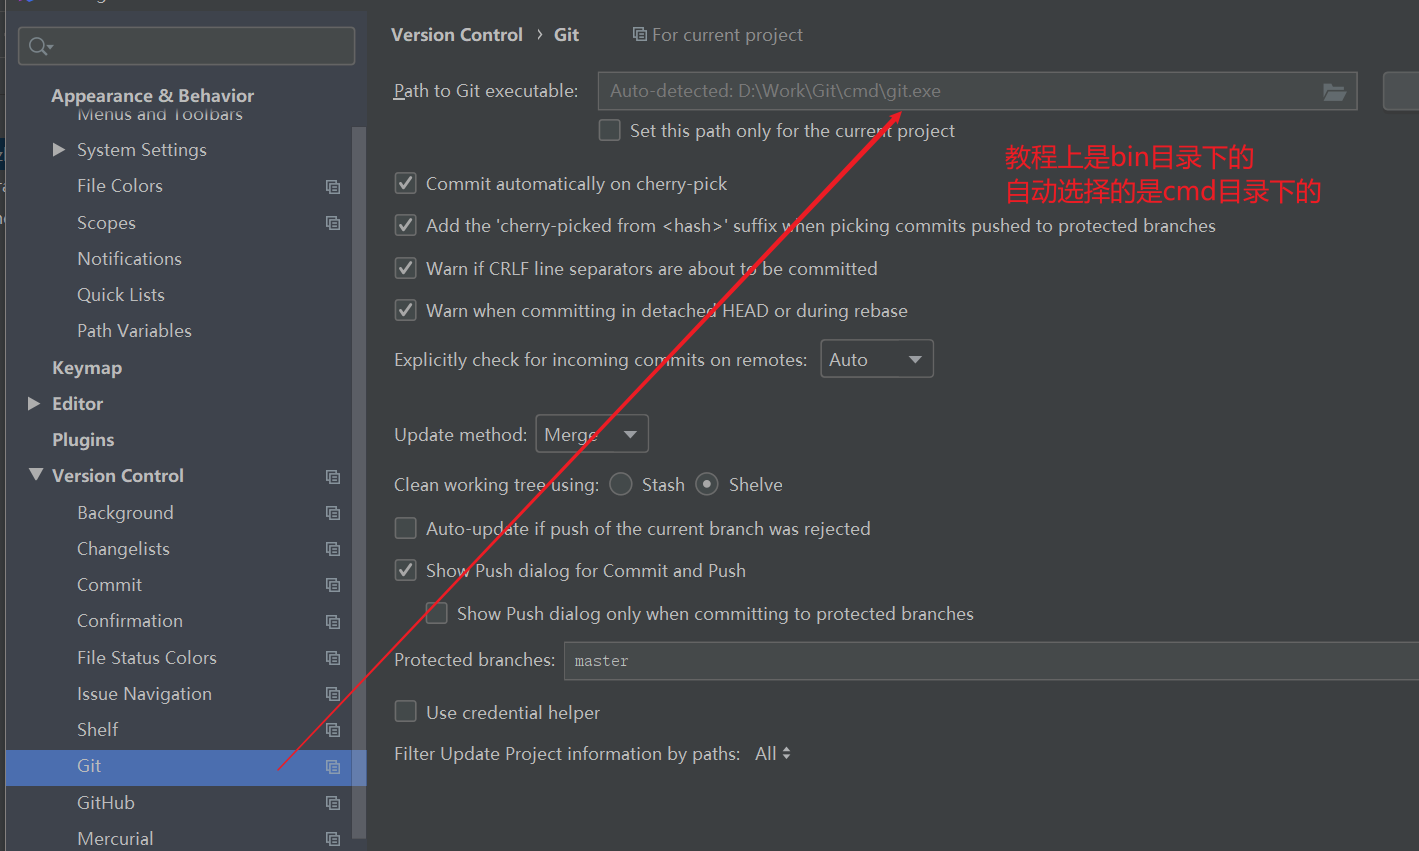 Version Control › Git
For current project
Appearance & Behavior
Menus and Toolbars
System Settings
File Colors
Scopes
Notifications
Quick Lists
Path Variables
Keymap
Editor
Plugins
Version Control
Background
Changelists
Commit
Confirmation
File Status Colors
Issue Navigation
Shelf
Git
GitHub
Mercurial
Path to Git executable:
Auto-detected: D:\Work\Git\cmd\git.exe
Set this path only for the current project
教程上是bin目录下的
自动选择的是cmd目录下的
Commit automatically on cherry-pick
Add the 'cherry-picked from <hash>' suffix when picking commits pushed to protected branches
Warn if CRLF line separators are about to be committed
Warn when committing in detached HEAD or during rebase
Explicitly check for incoming commits on remotes: Auto
Update method: Merge
Clean working tree using: Stash Shelve
Auto-update if push of the current branch was rejected
Show Push dialog for Commit and Push
Show Push dialog only when committing to protected branches
Protected branches: master
Use credential helper
Filter Update Project information by paths: All